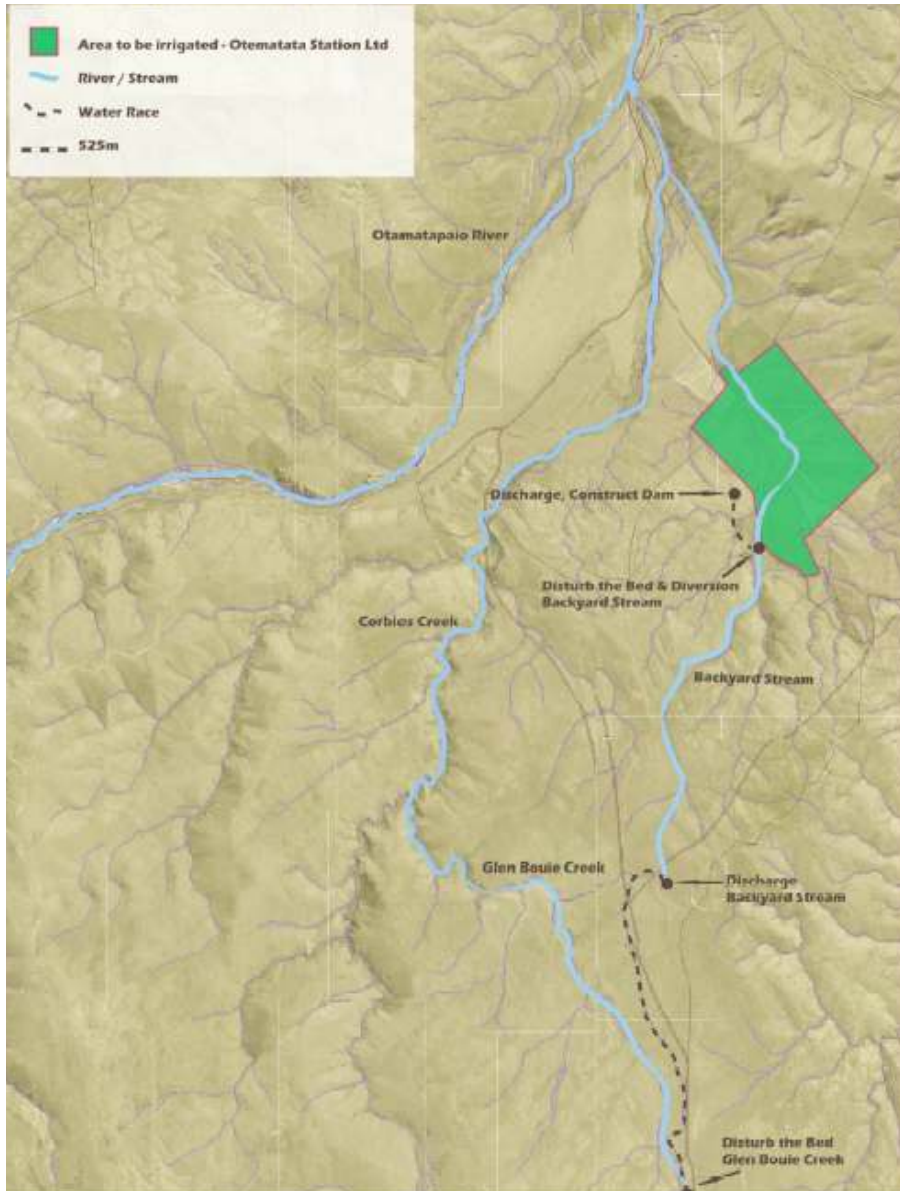 Area to be irrigated - Otematata Station Ltd
River / Stream
Water Race
525m
Otamatapaio River
Discharge, Construct Dam
Disturb the Bed & Diversion
Backyard Stream
Corbies Creek
Backyard Stream
Glen Bouie Creek
Discharge
Backyard Stream
Disturb the Bed
Glen Bouie Creek